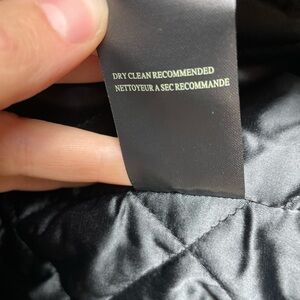 DRY CLEAN RECOMMENDED
NETTOYEUR A SEC RECOMMANDE